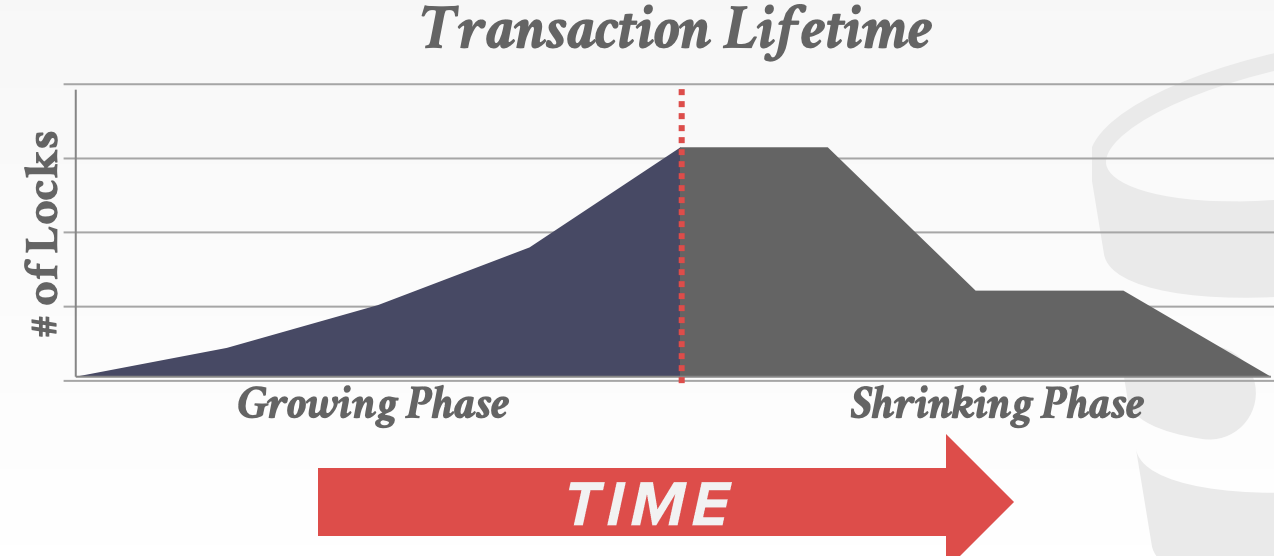 Transaction Lifetime
# of Locks
Growing Phase
Shrinking Phase
TIME